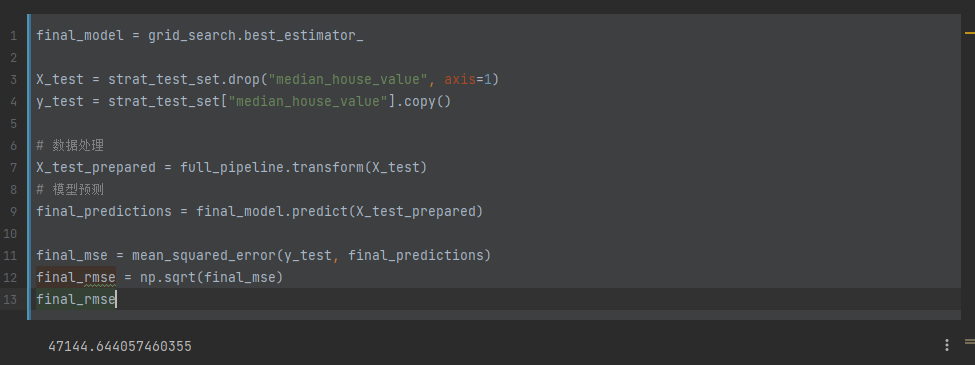 1 final_model = grid_search.best_estimator_
2
3 X_test = strat_test_set.drop("median_house_value", axis=1)
4 y_test = strat_test_set["median_house_value"].copy()
5
6 # 数据处理
7 X_test_prepared = full_pipeline.transform(X_test)
8 # 模型预测
9 final_predictions = final_model.predict(X_test_prepared)
10
11 final_mse = mean_squared_error(y_test, final_predictions)
12 final_rmse = np.sqrt(final_mse)
13 final_rmse
47144.644057460355